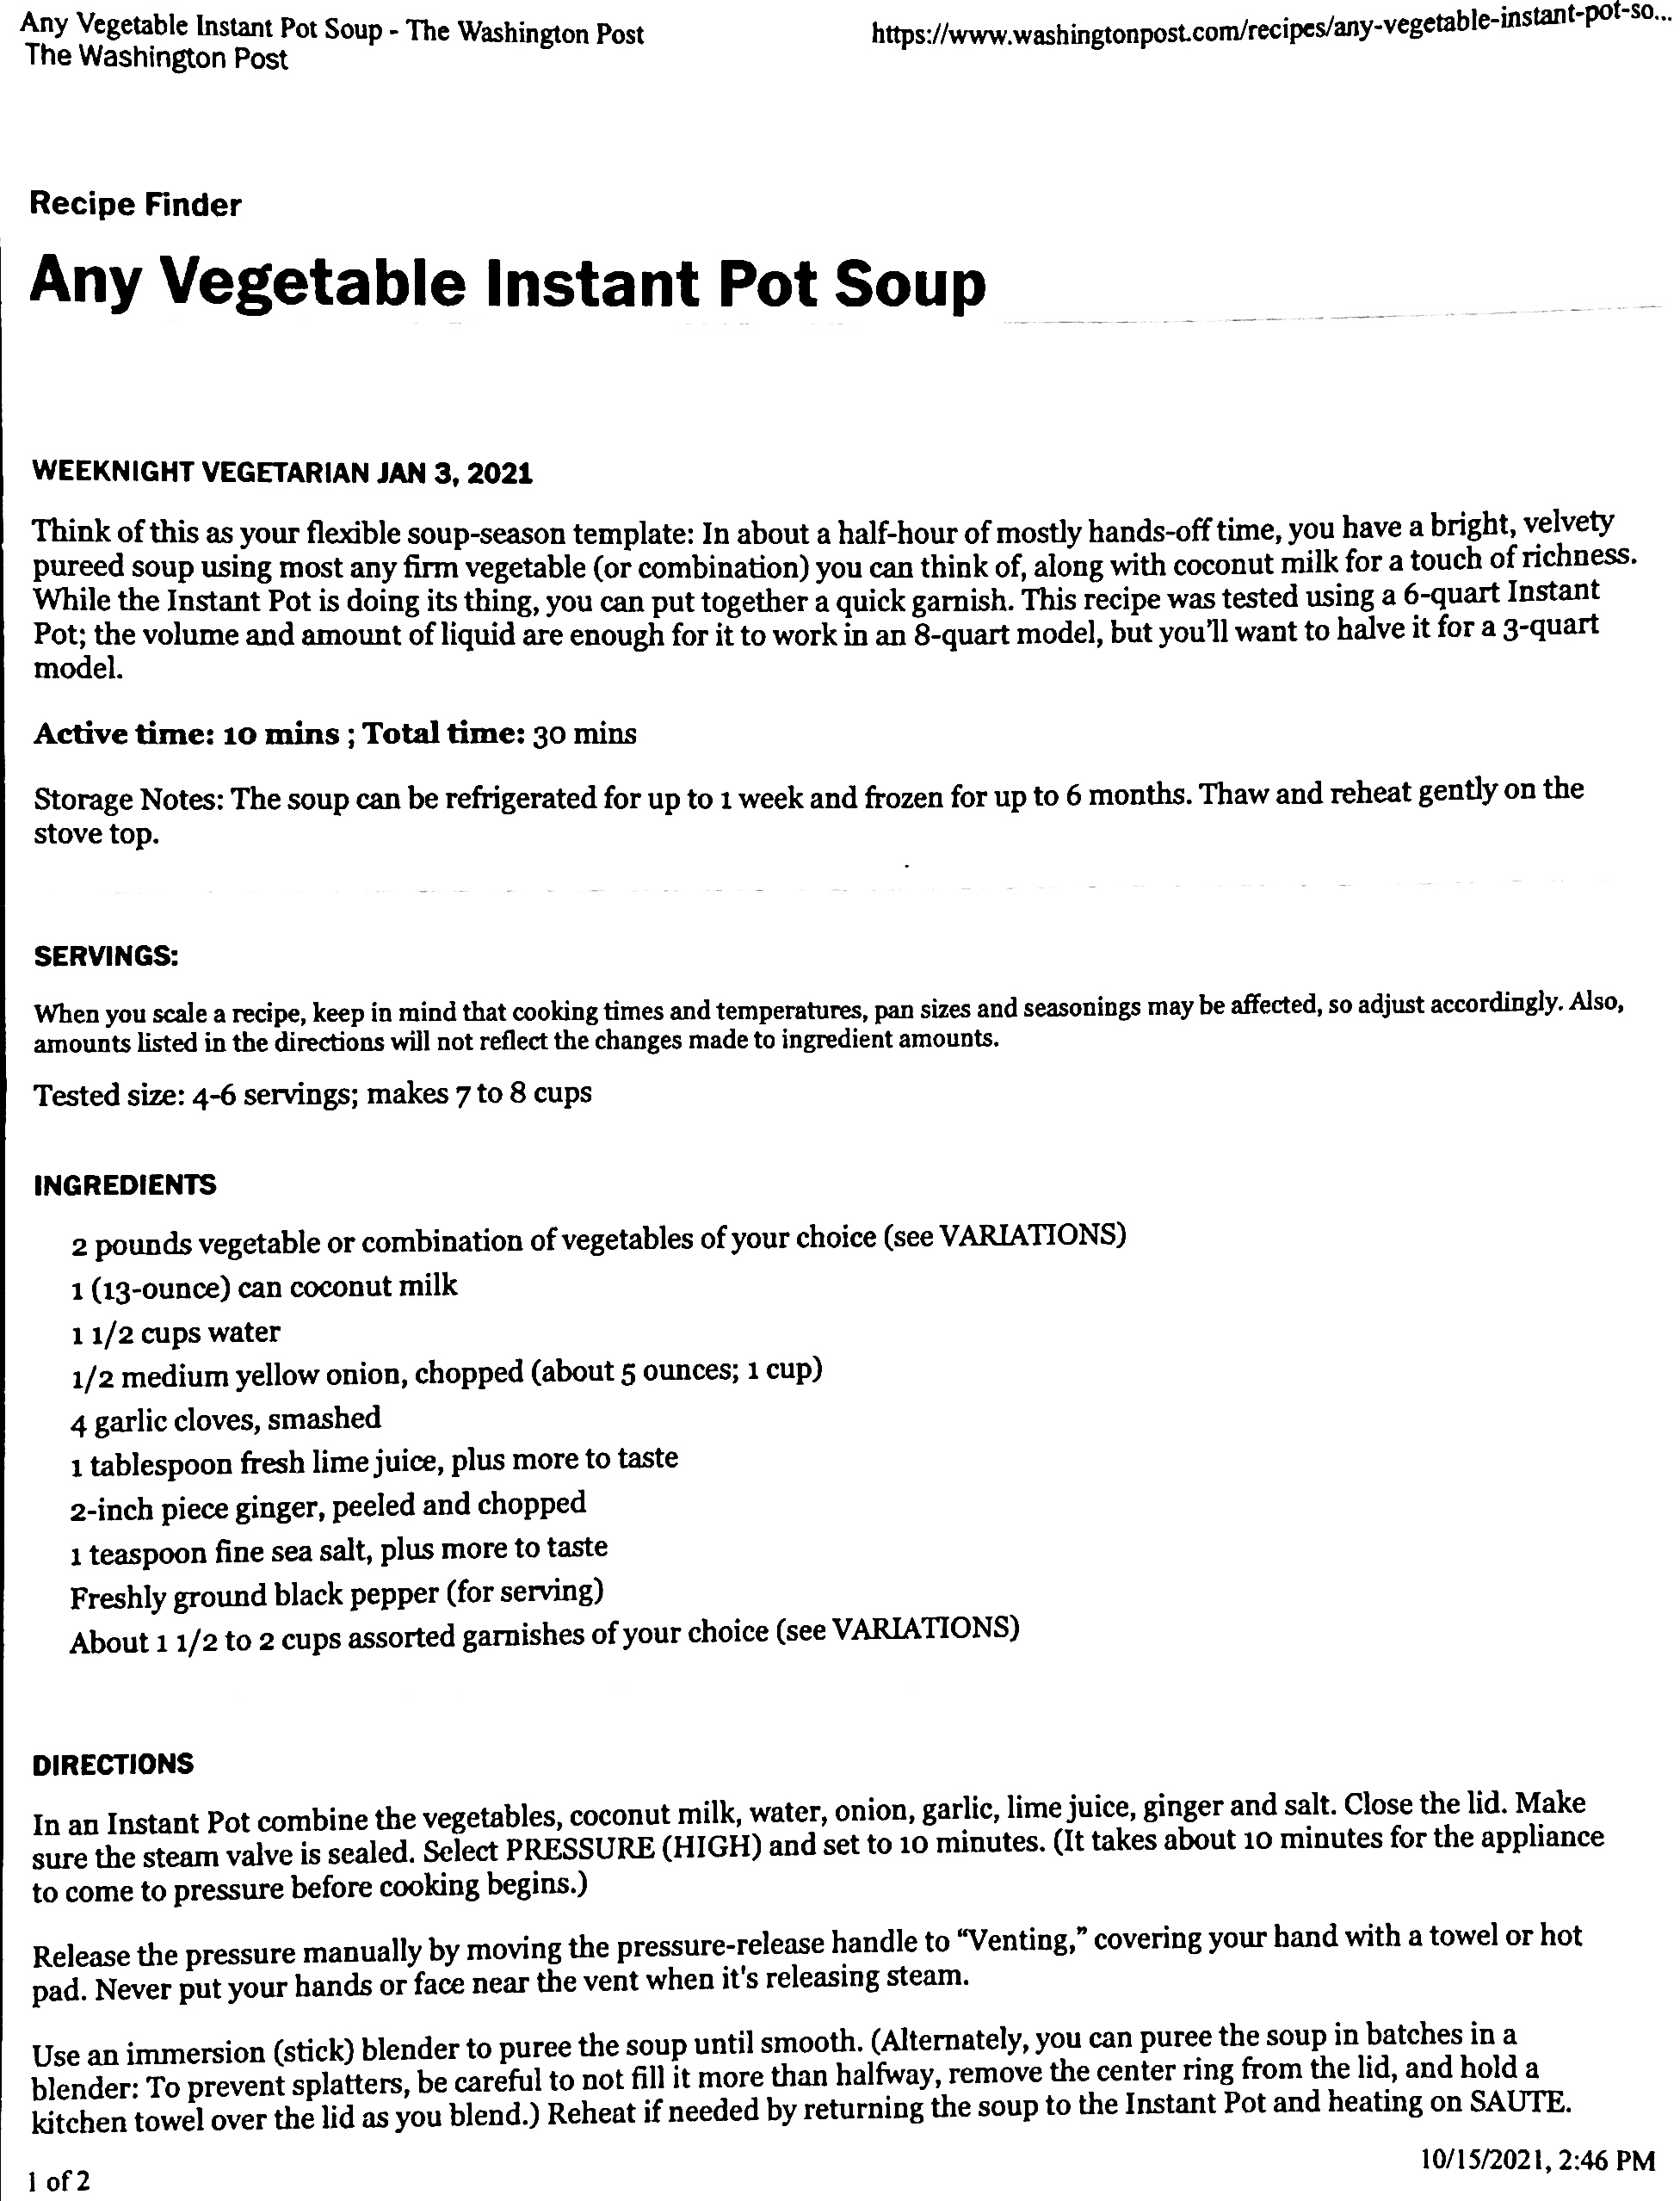 Any Vegetable Instant Pot Soup - The Washington Post
https://www.washingtonpost.com/recipes/any-vegetable-instant-pot-so...
The Washington Post
Recipe Finder
Any Vegetable Instant Pot Soup
WEEKNIGHT VEGETARIAN JAN 3, 2021
Think of this as your flexible soup-season template: In about a half-hour of mostly hands-off time, you have a bright, velvety
pureed soup using most any firm vegetable (or combination) you can think of, along with coconut milk for a touch of richness.
While the Instant Pot is doing its thing, you can put together a quick garnish. This recipe was tested using a 6-quart Instant
Pot; the volume and amount of liquid are enough for it to work in an 8-quart model, but you'll want to halve it for a 3-quart
model.
Active time: 10 mins ; Total time: 30 mins
Storage Notes: The soup can be refrigerated for up to 1 week and frozen for up to 6 months. Thaw and reheat gently on the
stove top.
SERVINGS:
When you scale a recipe, keep in mind that cooking times and temperatures, pan sizes and seasonings may be affected, so adjust accordingly. Also,
amounts listed in the directions will not reflect the changes made to ingredient amounts.
Tested size: 4-6 servings; makes 7 to 8 cups
INGREDIENTS
2 pounds vegetable or combination of vegetables of your choice (see VARIATIONS)
1 (13-ounce) can coconut milk
1 1/2 cups water
1/2 medium yellow onion, chopped (about 5 ounces; 1 cup)
4 garlic cloves, smashed
1 tablespoon fresh lime juice, plus more to taste
2-inch piece ginger, peeled and chopped
1 teaspoon fine sea salt, plus more to taste
Freshly ground black pepper (for serving)
About 1 1/2 to 2 cups assorted garnishes of your choice (see VARIATIONS)
DIRECTIONS
In an Instant Pot combine the vegetables, coconut milk, water, onion, garlic, lime juice, ginger and salt. Close the lid. Make
sure the steam valve is sealed. Select PRESSURE (HIGH) and set to 10 minutes. (It takes about 10 minutes for the appliance
to come to pressure before cooking begins.)
Release the pressure manually by moving the pressure-release handle to “Venting,” covering your hand with a towel or hot
pad. Never put your hands or face near the vent when it's releasing steam.
Use an immersion (stick) blender to puree the soup until smooth. (Alternately, you can puree the soup in batches in a
blender: To prevent splatters, be careful to not fill it more than halfway, remove the center ring from the lid, and hold a
kitchen towel over the lid as you blend.) Reheat if needed by returning the soup to the Instant Pot and heating on SAUTE.
1 of 2
10/15/2021, 2:46 PM